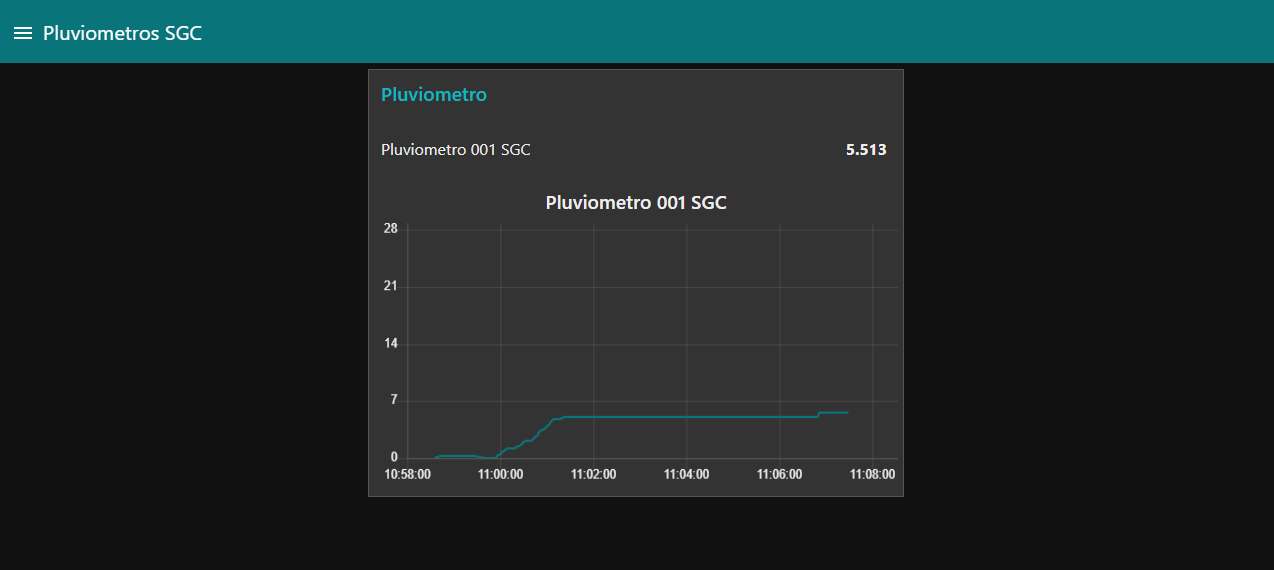 Pluviometros SGC
Pluviometro
Pluviometro 001 SGC 5.513
Pluviometro 001 SGC
28
21
14
7
0
10:58:00 11:00:00 11:02:00 11:04:00 11:06:00 11:08:00